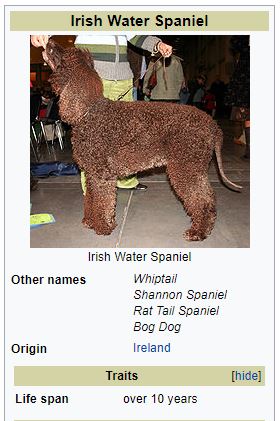 Irish Water Spaniel
Irish Water Spaniel
Other names Whiptail
Shannon Spaniel
Rat Tail Spaniel
Bog Dog
Origin Ireland
Traits [hide]
Life span over 10 years